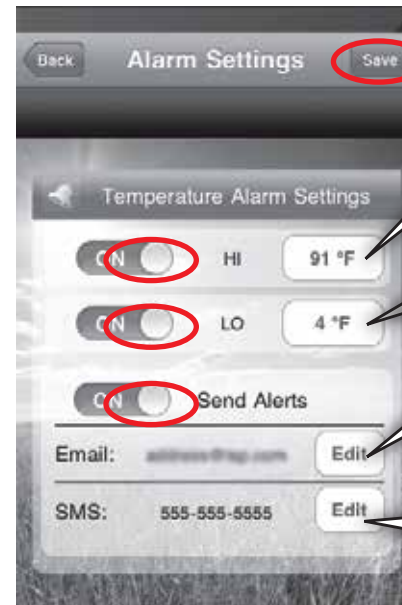 Back Alarm Settings Save
Temperature Alarm Settings
ON HI 91 °F
ON LO 4 °F
ON Send Alerts
Email: Edit
SMS: 555-555-5555 Edit